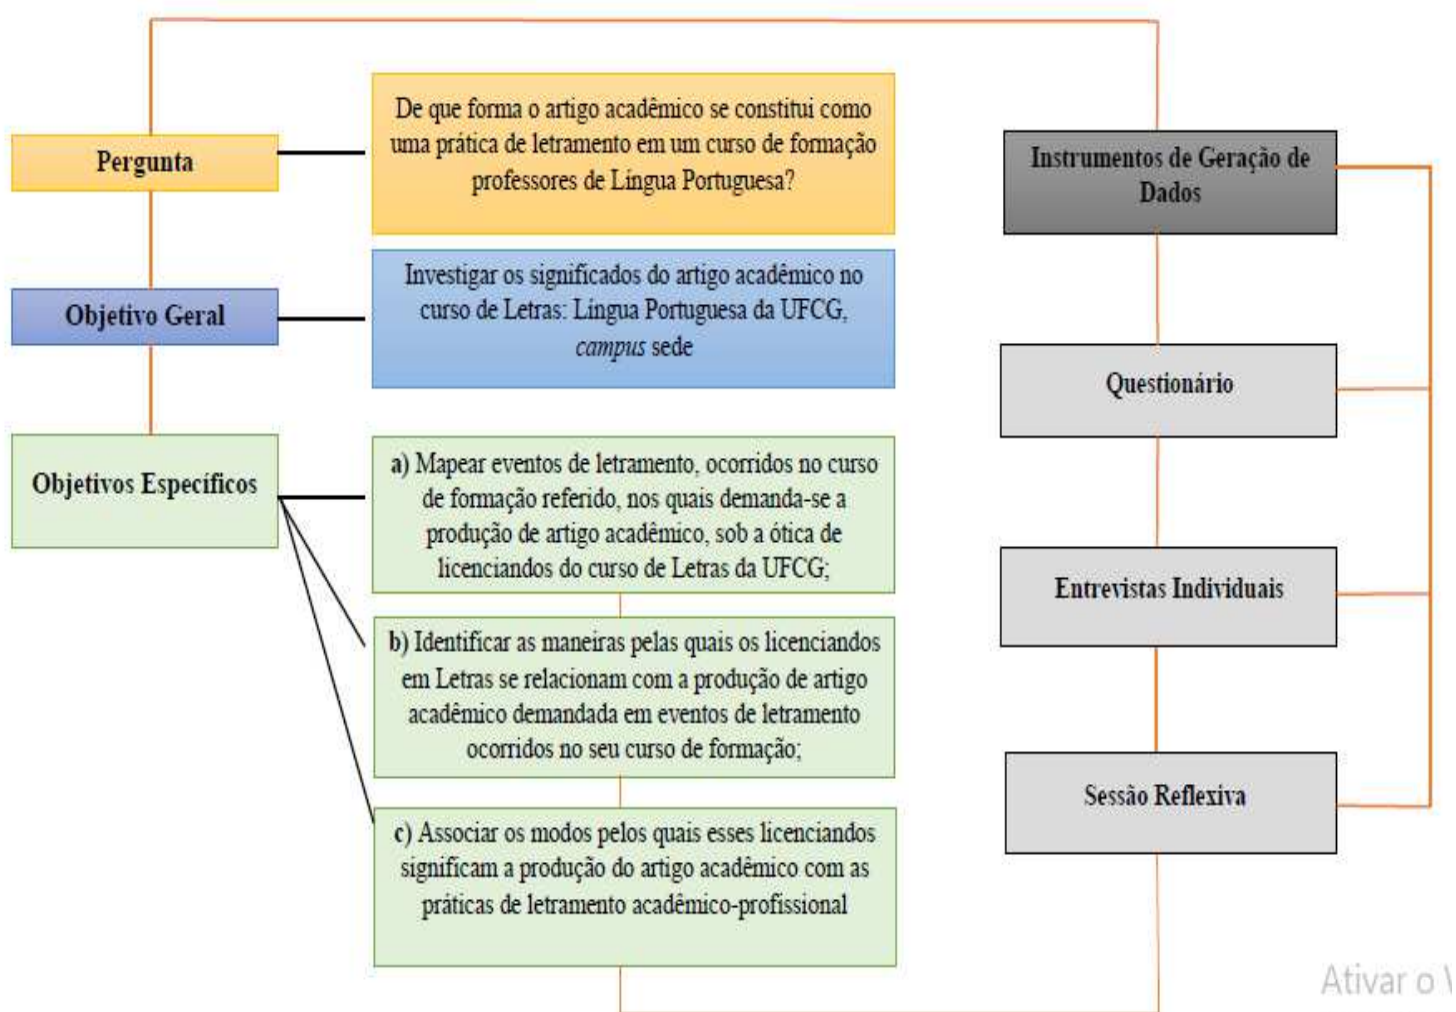 Pergunta
De que forma o artigo acadêmico se constitui como
uma prática de letramento em um curso de formação
professores de Língua Portuguesa?
Objetivo Geral
Investigar os significados do artigo acadêmico no
curso de Letras: Língua Portuguesa da UFCG,
campus sede
Objetivos Específicos
a) Mapear eventos de letramento, ocorridos no curso
de formação referido, nos quais demanda-se a
produção de artigo acadêmico, sob a ótica de
licenciandos do curso de Letras da UFCG;
b) Identificar as maneiras pelas quais os licenciandos
em Letras se relacionam com a produção de artigo
acadêmico demandada em eventos de letramento
ocorridos no seu curso de formação;
c) Associar os modos pelos quais esses licenciandos
significam a produção do artigo acadêmico com as
práticas de letramento acadêmico-profissional
Instrumentos de Geração de
Dados
Questionário
Entrevistas Individuais
Sessão Reflexiva
Ativar o